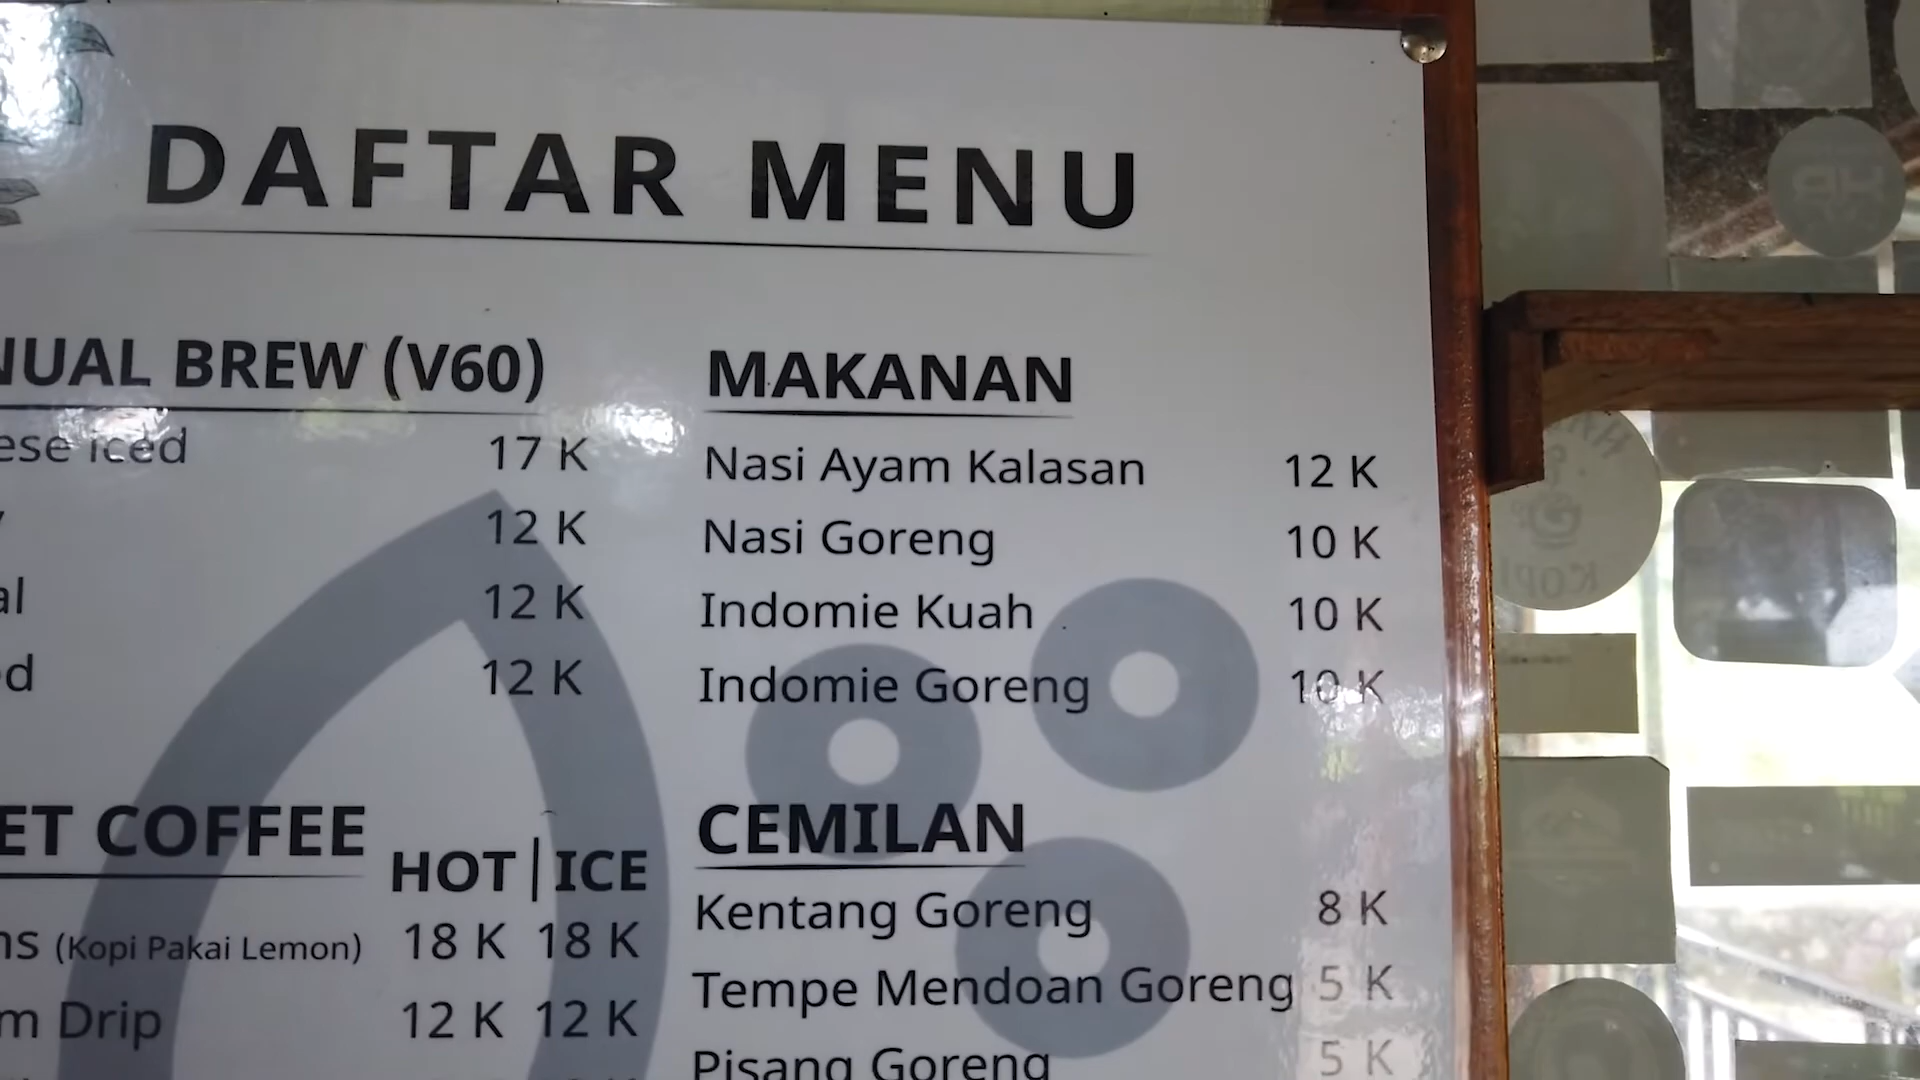 DAFTAR MENU
NUAL BREW (V60)
ese iced 17 K
12 K
al 12 K
ed 12 K
ET COFFEE
HOT | ICE
ns (Kopi Pakai Lemon) 18 K 18 K
m Drip 12 K 12 K
MAKANAN
Nasi Ayam Kalasan 12 K
Nasi Goreng 10 K
Indomie Kuah 10 K
Indomie Goreng 10 K
CEMILAN
Kentang Goreng 8 K
Tempe Mendoan Goreng 5 K
Pisang Goreng 5 K
KOPI